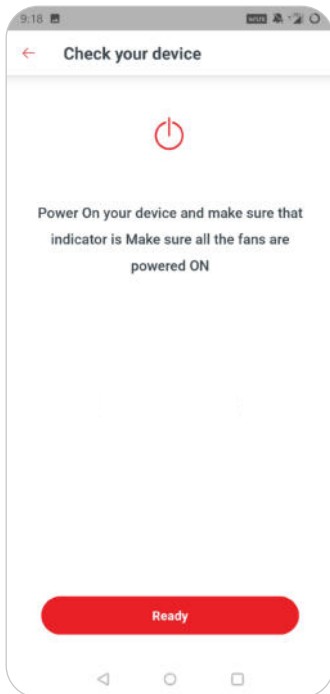 9:18
Check your device
Power On your device and make sure that
indicator is Make sure all the fans are
powered ON
Ready